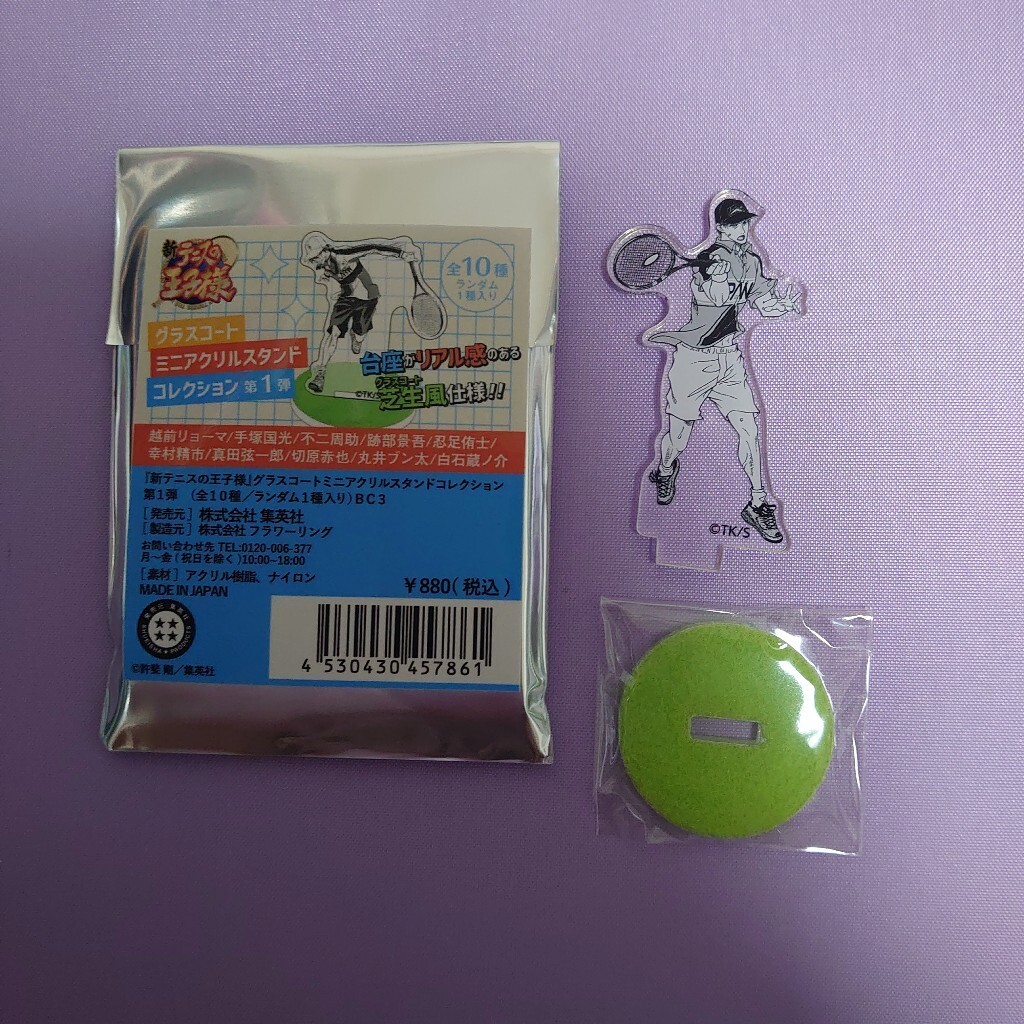 新テニスの
王子様
全10種
ランダム
1種入り
グラスコート
ミニアクリルスタンド
コレクション 第1弾
台座がリアル感のある
グラスコート
芝生風仕様!!
©TK/S
越前リョーマ/手塚国光/不二周助/跡部景吾/忍足侑士/
幸村精市/真田弦一郎/切原赤也/丸井ブン太/白石蔵ノ介
『新テニスの王子様』グラスコートミニアクリルスタンドコレクション
第1弾 (全10種/ランダム1種入り)BC3
[発売元] 株式会社 集英社
[製造元] 株式会社 フラワーリング
お問い合わせ先 TEL:0120-006-377
月~金(祝日を除く)10:00~18:00
[素材] アクリル樹脂、ナイロン
MADE IN JAPAN
¥880(税込)
4 530430 457861
©許斐 剛/集英社
©TK/S